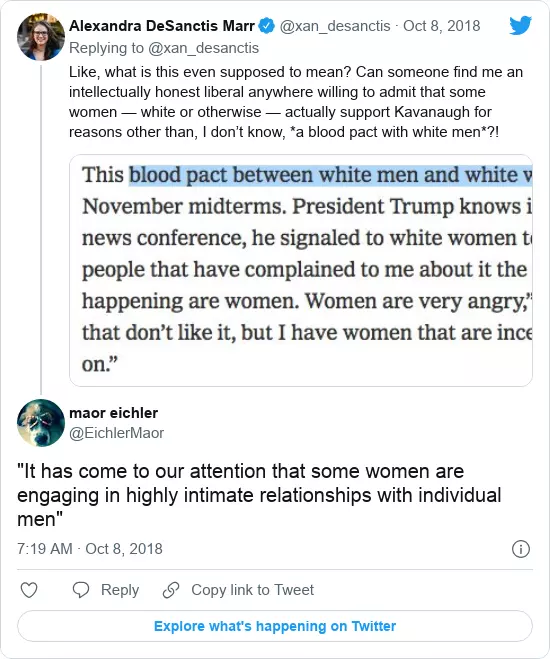 Alexandra DeSanctis Marr @xan_desanctis · Oct 8, 2018
Replying to @xan_desanctis
Like, what is this even supposed to mean? Can someone find me an
intellectually honest liberal anywhere willing to admit that some
women — white or otherwise — actually support Kavanaugh for
reasons other than, I don’t know, *a blood pact with white men*?!
This blood pact between white men and white
November midterms. President Trump knows
news conference, he signaled to white women
people that have complained to me about it the
happening are women. Women are very angry,”
that don’t like it, but I have women that are ince
on.”
maor eichler
@EichlerMaor
"It has come to our attention that some women are
engaging in highly intimate relationships with individual
men"
7:19 AM · Oct 8, 2018
Reply Copy link to Tweet
Explore what's happening on Twitter